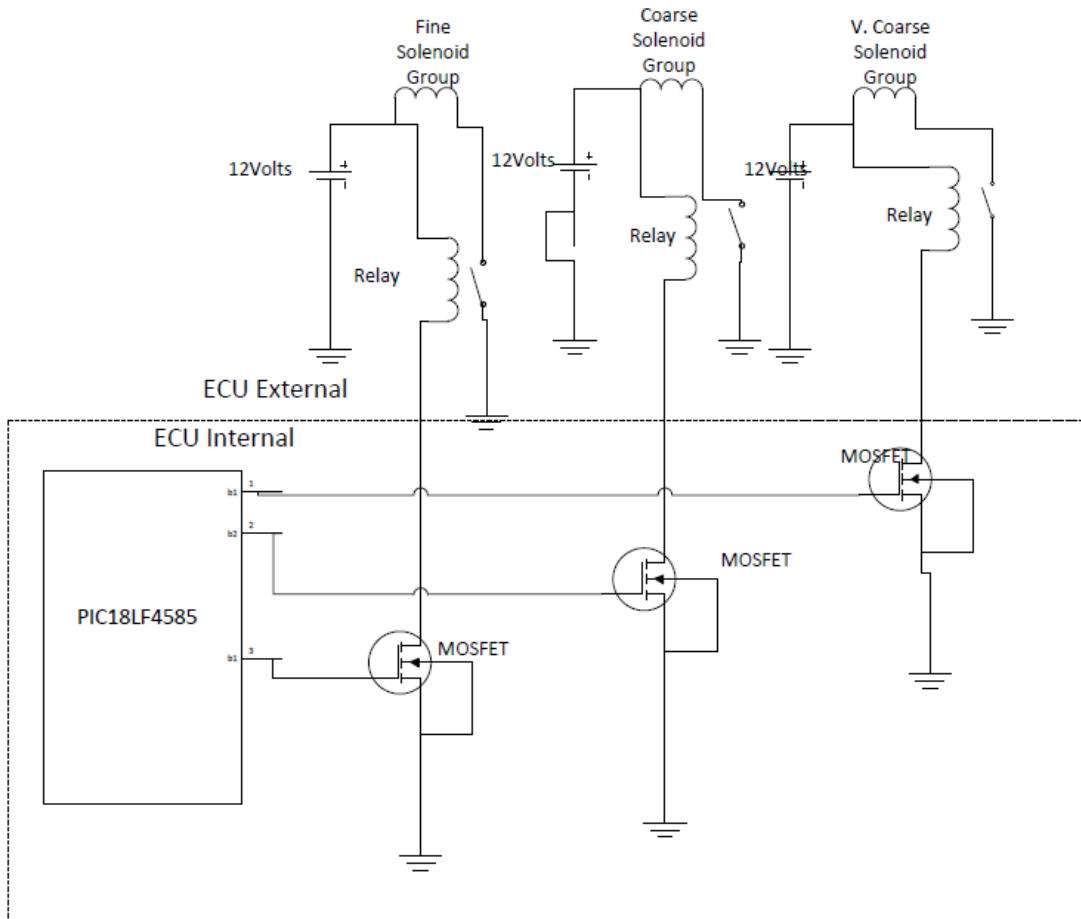 Fine
Solenoid
Group
Coarse
Solenoid
Group
V. Coarse
Solenoid
Group
12Volts
12Volts
12Volts
Relay
Relay
Relay
ECU External
ECU Internal
MOSFET
b1 1
b2 2
MOSFET
PIC18LF4585
b1 3
MOSFET